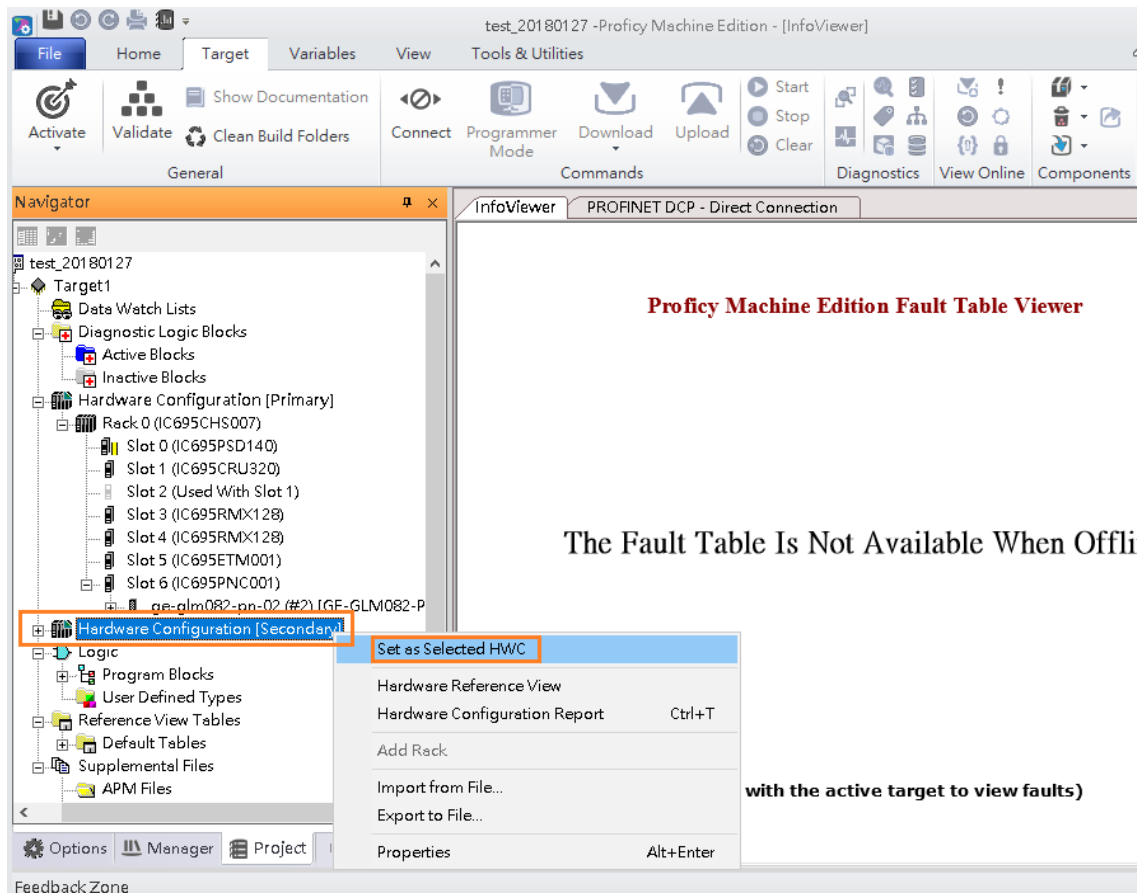 test_20180127 -Proficy Machine Edition - [InfoViewer]
File Home Target Variables View Tools & Utilities
Activate
Validate
Show Documentation
Clean Build Folders
General
Connect
Programmer Mode
Download
Upload
Start
Stop
Clear
Commands
Diagnostics
View Online
Components
Navigator
InfoViewer
PROFINET DCP - Direct Connection
test_20180127
Target1
Data Watch Lists
Diagnostic Logic Blocks
Active Blocks
Inactive Blocks
Hardware Configuration [Primary]
Rack 0 (IC695CHS007)
Slot 0 (IC695PSD140)
Slot 1 (IC695CRU320)
Slot 2 (Used With Slot 1)
Slot 3 (IC695RMX128)
Slot 4 (IC695RMX128)
Slot 5 (IC695ETM001)
Slot 6 (IC695PNC001)
ge-glm082-pn-02 (#2) [GE-GLM082-P
Hardware Configuration [Secondary]
Logic
Program Blocks
User Defined Types
Reference View Tables
Default Tables
Supplemental Files
APM Files
Set as Selected HWC
Hardware Reference View
Hardware Configuration Report Ctrl+T
Add Rack
Import from File...
Export to File...
Properties Alt+Enter
Proficy Machine Edition Fault Table Viewer
The Fault Table Is Not Available When Offli
with the active target to view faults)
Options Manager Project
Feedback Zone